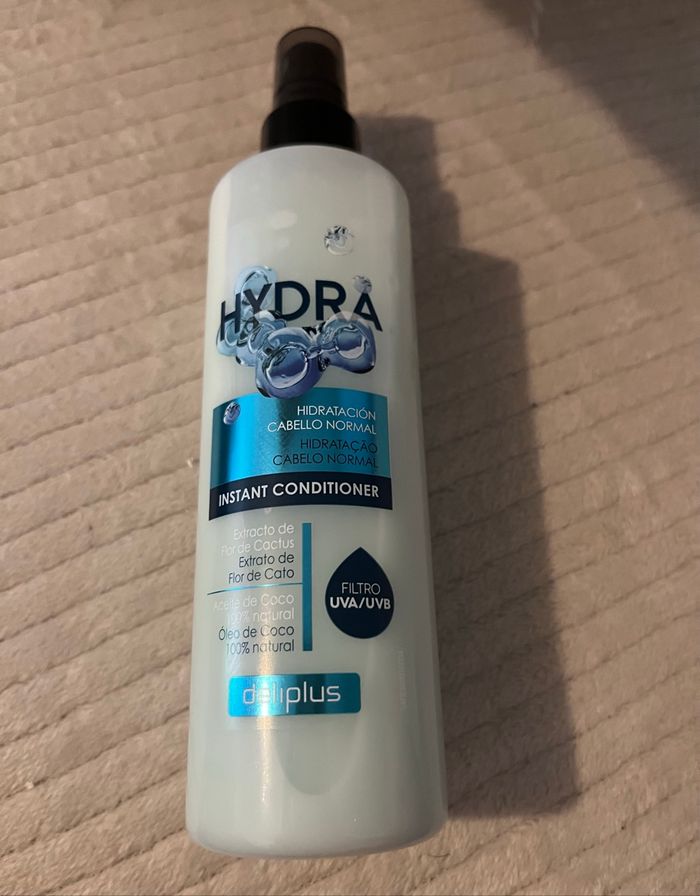 HYDRA
HIDRATACIÓN
CABELLO NORMAL
HIDRATAÇÃO
CABELO NORMAL
INSTANT CONDITIONER
Extracto de
Flor de Cactus
Extrato de
Flor de Cato
Aceite de Coco
100% natural
Óleo de Coco
100% natural
FILTRO
UVA/UVB
deliplus